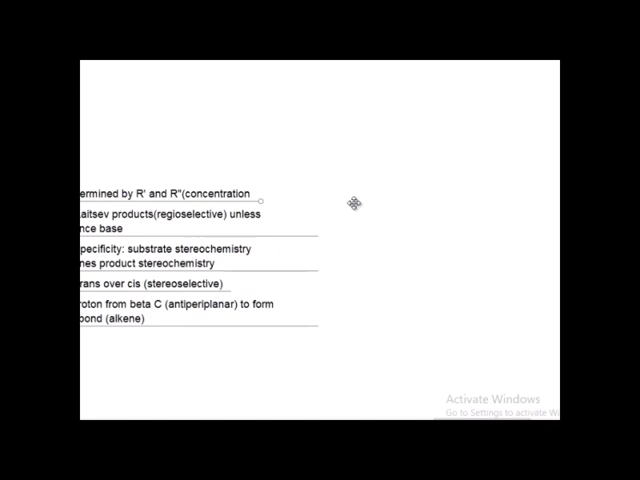 ermined by R' and R"(concentration
aitsev products(regioselective) unless
nce base
pecificity: substrate stereochemistry
nes product stereochemistry
rans over cis (stereoselective)
roton from beta C (antiperiplanar) to form
bond (alkene)
Activate Windows
Go to Settings to activate Wi